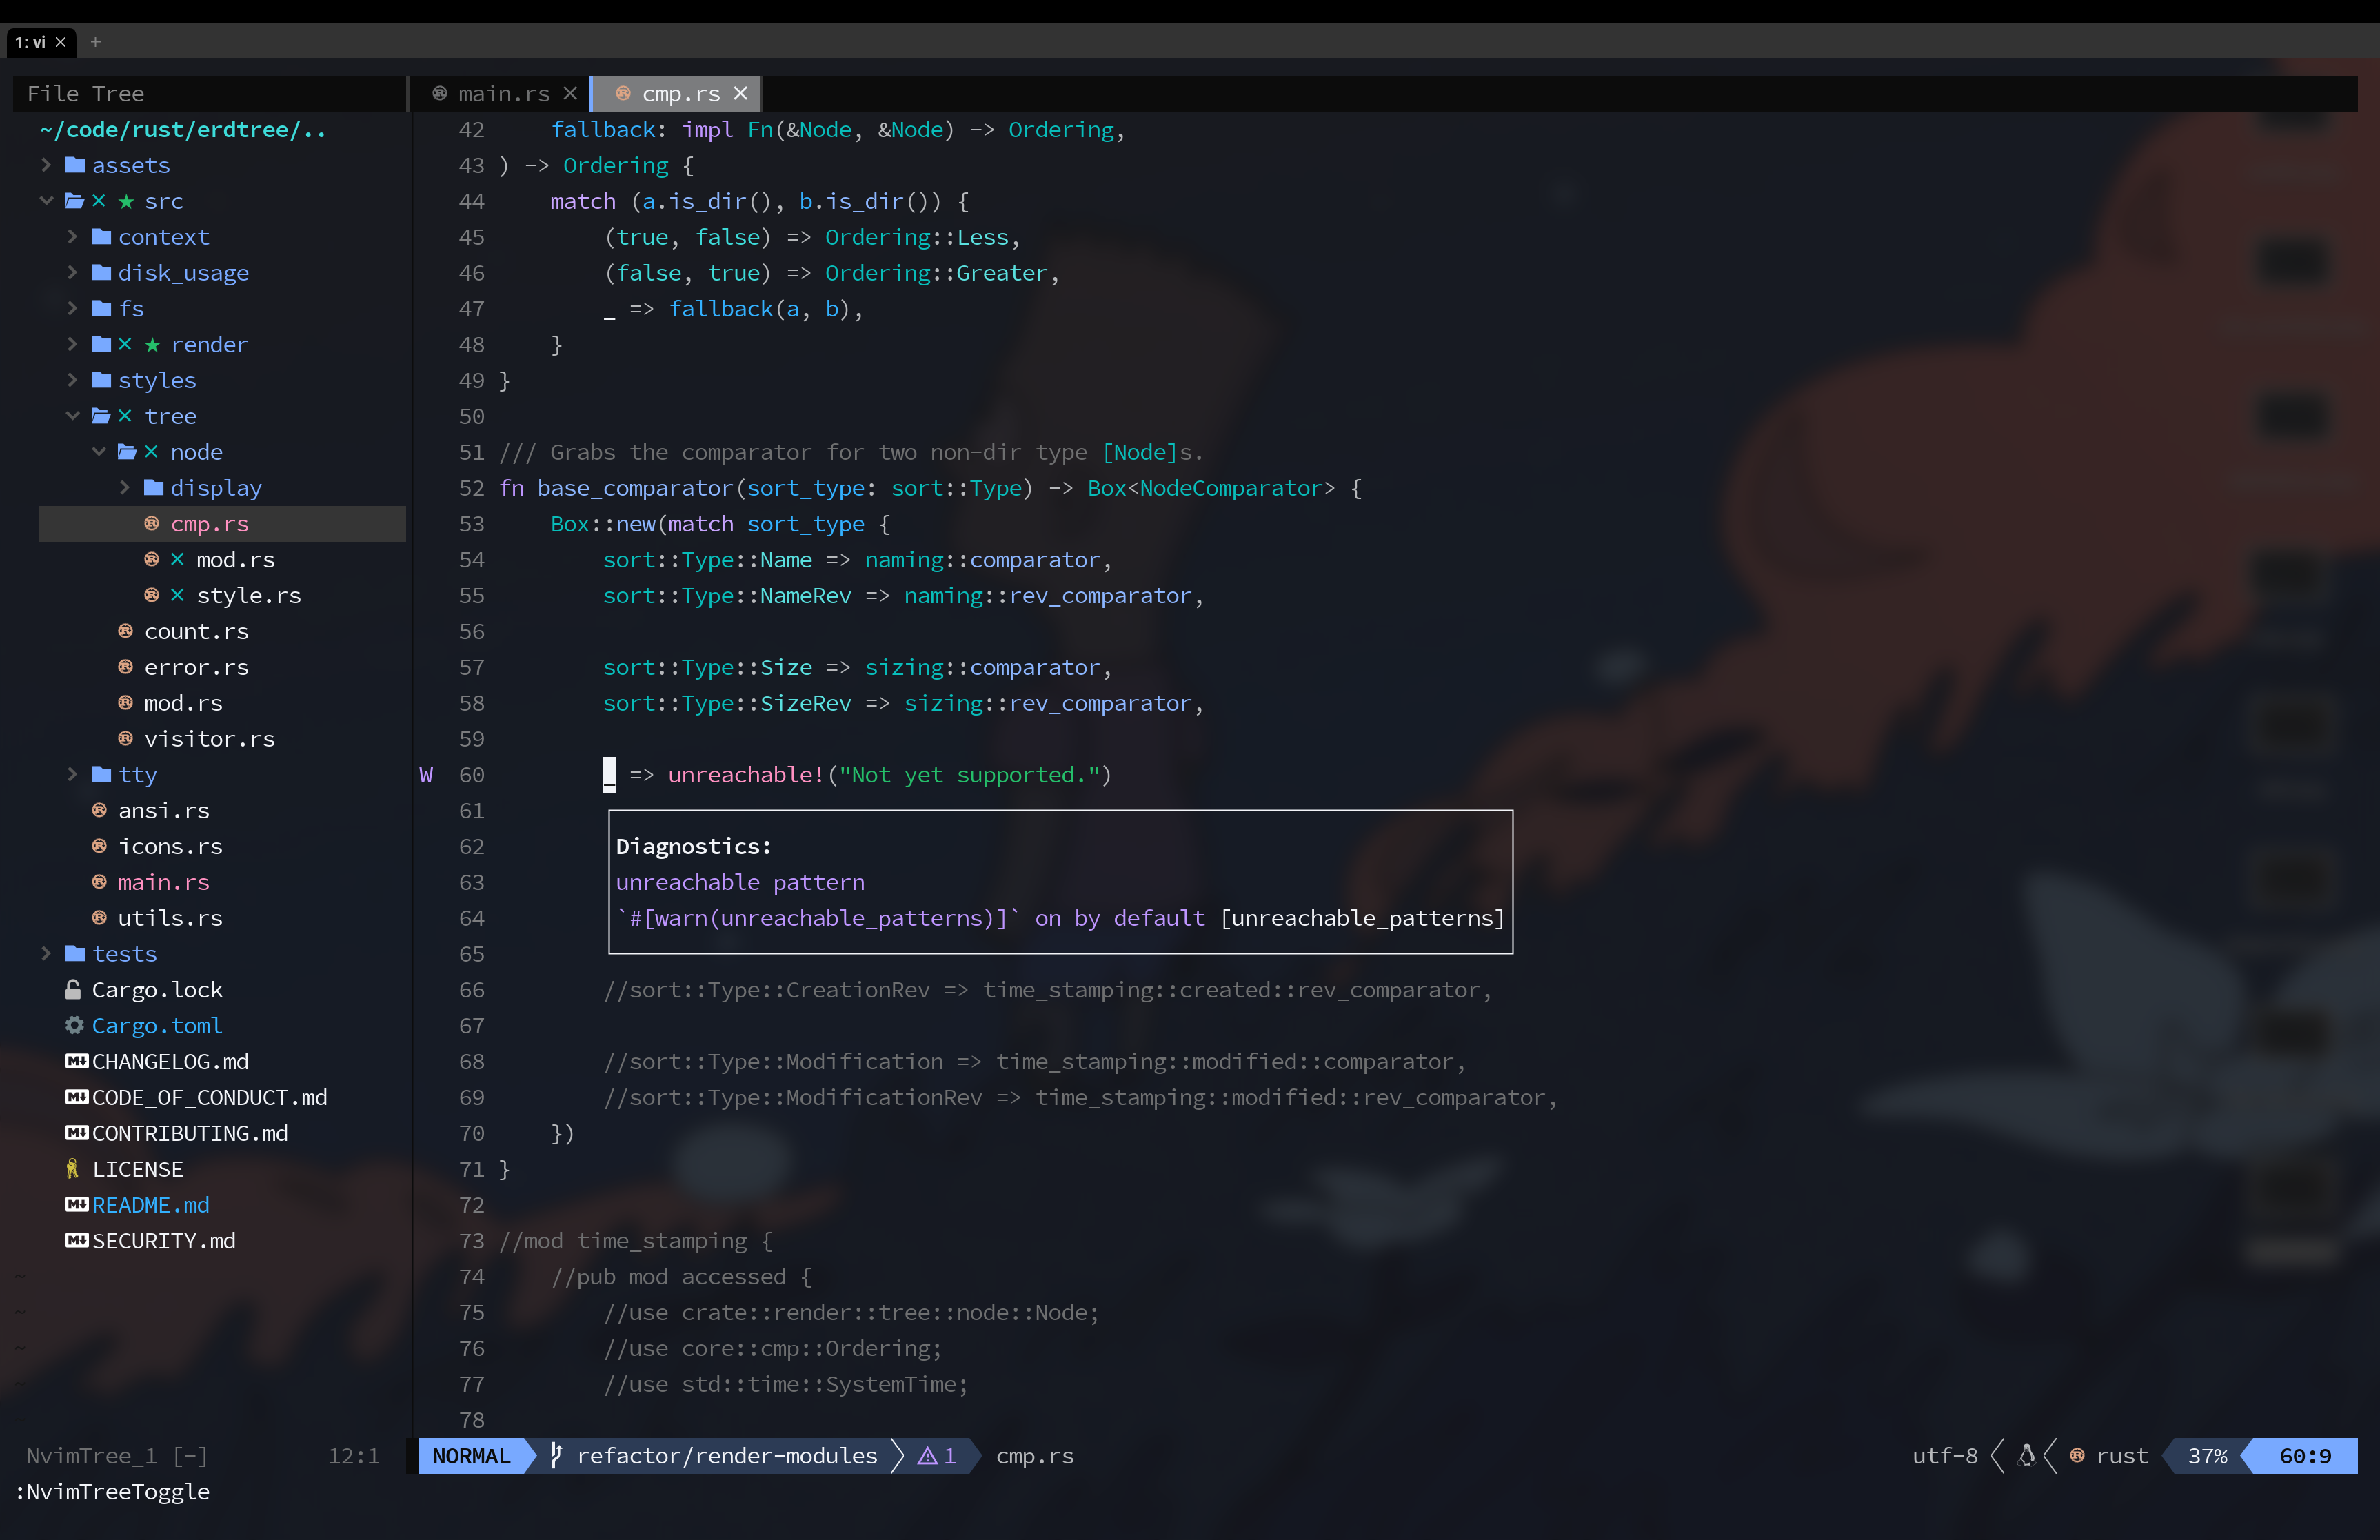 1: vi × +
File Tree
~/code/rust/erdtree/..
assets
src
context
disk_usage
fs
render
styles
tree
node
display
cmp.rs
mod.rs
style.rs
count.rs
error.rs
mod.rs
visitor.rs
tty
ansi.rs
icons.rs
main.rs
utils.rs
tests
Cargo.lock
Cargo.toml
CHANGELOG.md
CODE_OF_CONDUCT.md
CONTRIBUTING.md
LICENSE
README.md
SECURITY.md
~
~
~
~
NvimTree_1 [-] 12:1
main.rs × cmp.rs ×
42     fallback: impl Fn(&Node, &Node) -> Ordering,
43 ) -> Ordering {
44     match (a.is_dir(), b.is_dir()) {
45         (true, false) => Ordering::Less,
46         (false, true) => Ordering::Greater,
47         _ => fallback(a, b),
48     }
49 }
50
51 /// Grabs the comparator for two non-dir type [Node]s.
52 fn base_comparator(sort_type: sort::Type) -> Box<NodeComparator> {
53     Box::new(match sort_type {
54         sort::Type::Name => naming::comparator,
55         sort::Type::NameRev => naming::rev_comparator,
56
57         sort::Type::Size => sizing::comparator,
58         sort::Type::SizeRev => sizing::rev_comparator,
59
W 60         _ => unreachable!("Not yet supported.")
61
62 Diagnostics:
63 unreachable pattern
64 `#[warn(unreachable_patterns)]` on by default [unreachable_patterns]
65
66         //sort::Type::CreationRev => time_stamping::created::rev_comparator,
67
68         //sort::Type::Modification => time_stamping::modified::comparator,
69         //sort::Type::ModificationRev => time_stamping::modified::rev_comparator,
70     })
71 }
72
73 //mod time_stamping {
74     //pub mod accessed {
75         //use crate::render::tree::node::Node;
76         //use core::cmp::Ordering;
77         //use std::time::SystemTime;
78
NORMAL refactor/render-modules 1 cmp.rs utf-8 rust 37% 60:9
:NvimTreeToggle